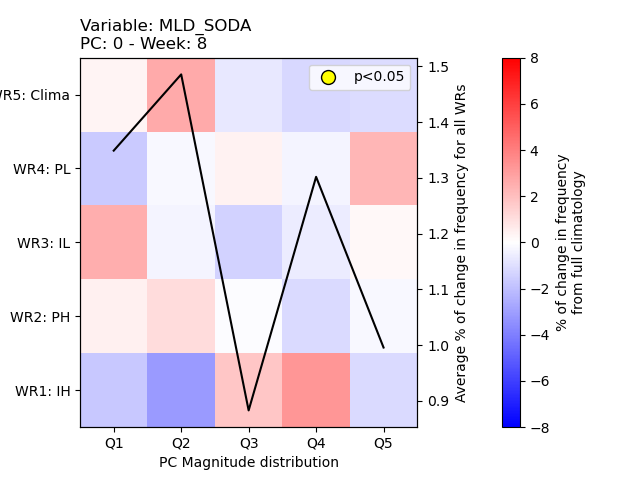 Variable: MLD_SODA
PC: 0 - Week: 8
p<0.05
WR5: Clima
WR4: PL
WR3: IL
WR2: PH
WR1: IH
Q1 Q2 Q3 Q4 Q5
PC Magnitude distribution
1.5
1.4
1.3
1.2
1.1
1.0
0.9
Average % of change in frequency for all WRs
8
6
4
2
0
−2
−4
−6
−8
% of change in frequency
from full climatology